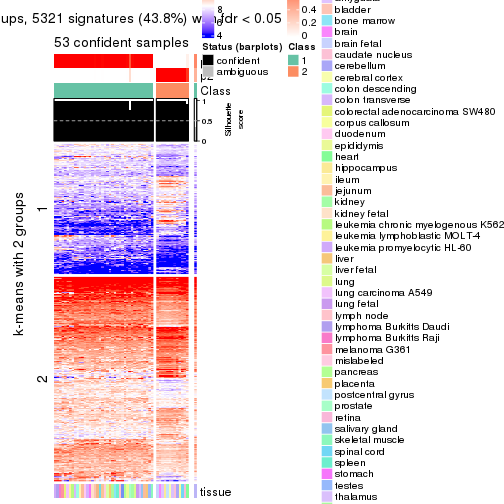 ups, 5321 signatures (43.8%) with fdr < 0.05
53 confident samples
p2
Class
1
0.5
0
Silhouette
score
k-means with 2 groups
1
2
tissue
8
6
4
0.4
0.2
0
Status (barplots)
confident
ambiguous
Class
1
2
bladder
bone marrow
brain
brain fetal
caudate nucleus
cerebellum
cerebral cortex
colon descending
colon transverse
colorectal adenocarcinoma SW480
corpus callosum
duodenum
epididymis
heart
hippocampus
ileum
jejunum
kidney
kidney fetal
leukemia chronic myelogenous K562
leukemia lymphoblastic MOLT-4
leukemia promyelocytic HL-60
liver
liver fetal
lung
lung carcinoma A549
lung fetal
lymph node
lymphoma Burkitts Daudi
lymphoma Burkitts Raji
melanoma G361
mislabeled
pancreas
placenta
postcentral gyrus
prostate
retina
salivary gland
skeletal muscle
spinal cord
spleen
stomach
testes
thalamus